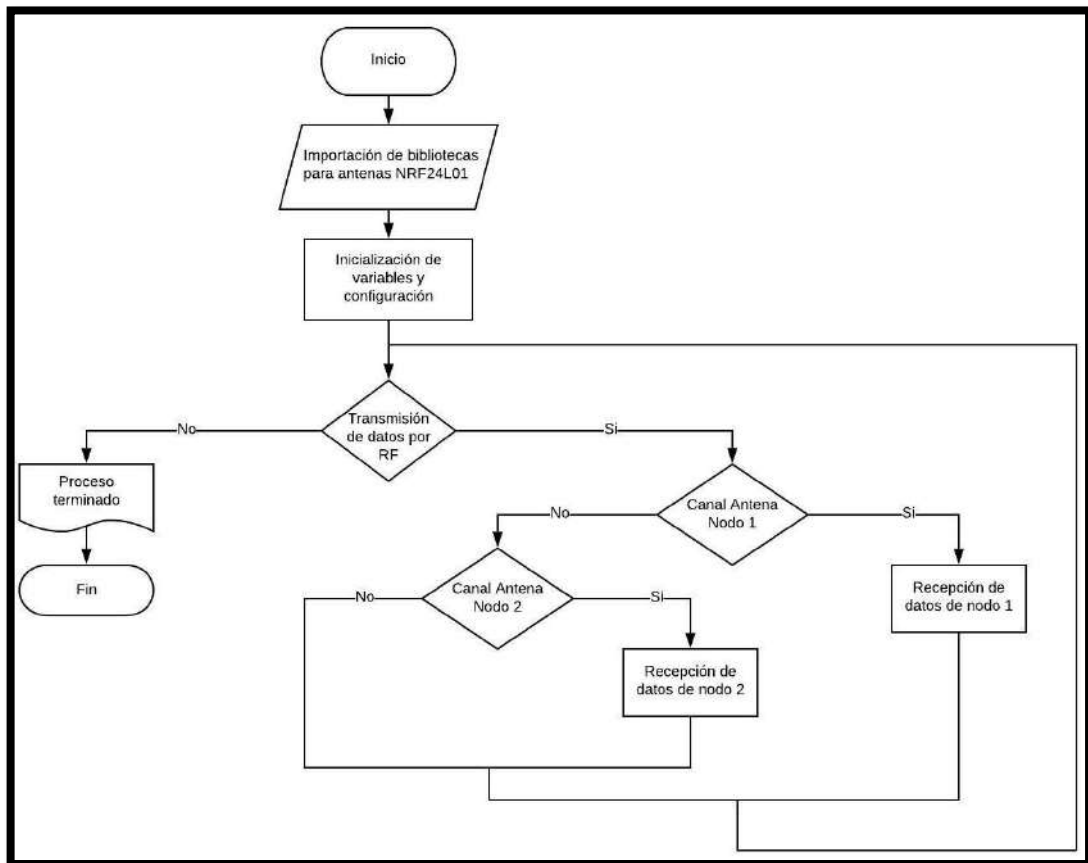 Inicio
Importación de bibliotecas
para antenas NRF24L01
Inicialización de
variables y
configuración
Transmisión
de datos por
RF
No
Si
Proceso
terminado
Fin
Canal Antena
Nodo 1
No
Si
Canal Antena
Nodo 2
No
Si
Recepción de
datos de nodo 1
Recepción de
datos de nodo 2